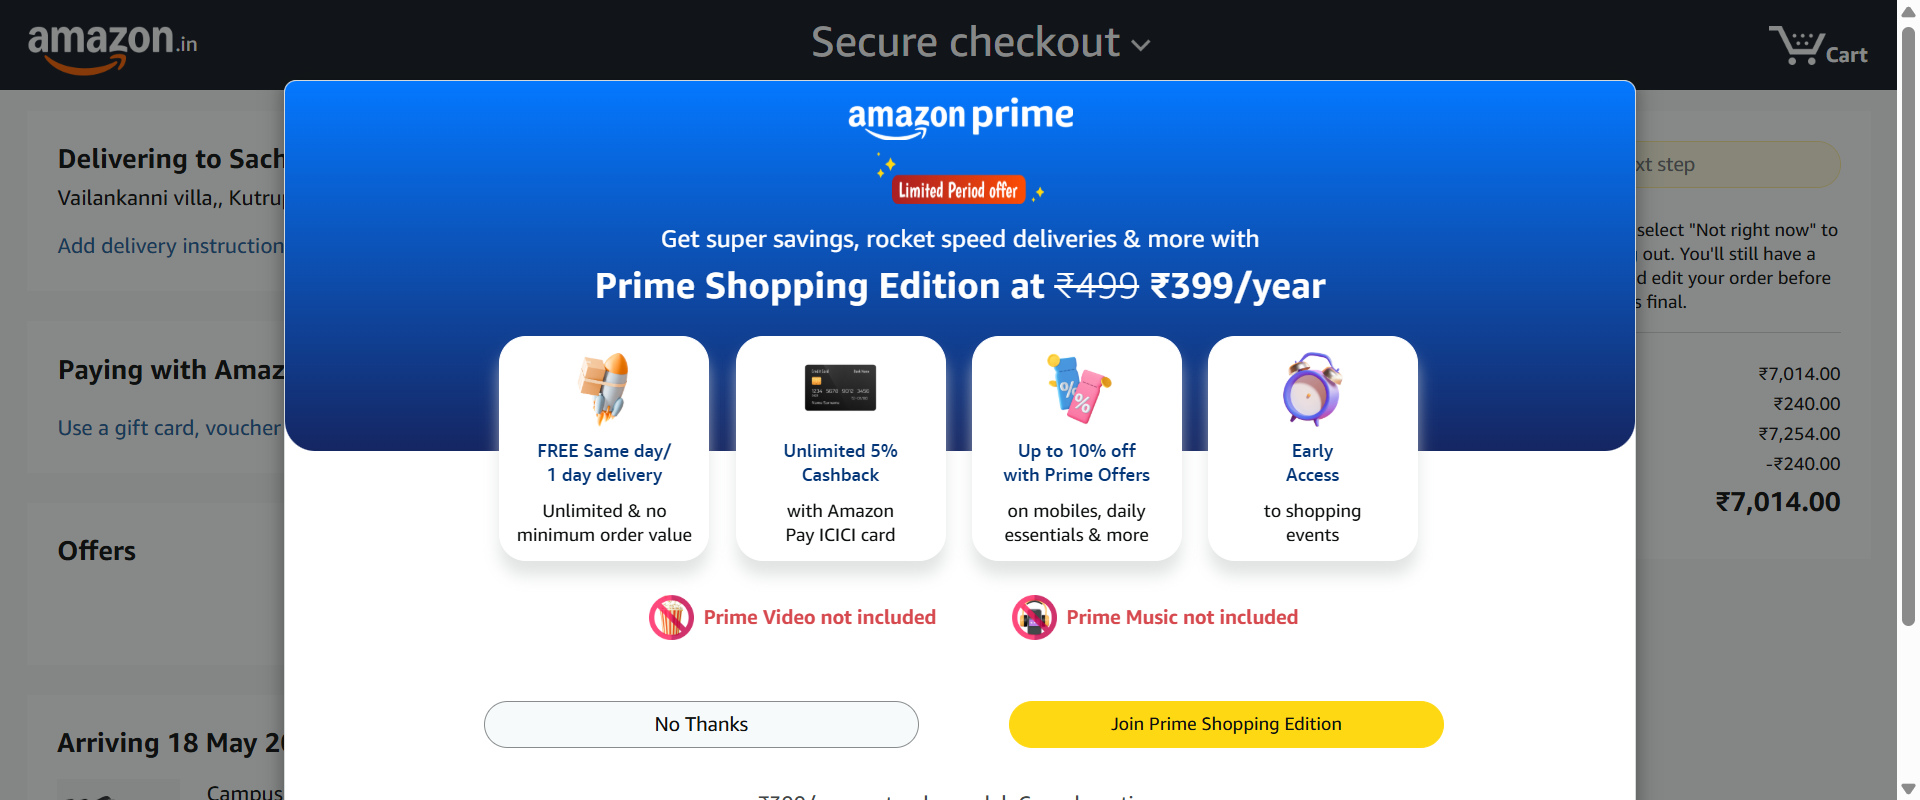 amazon.in
Secure checkout
Cart
Delivering to Sach
Vailankanni villa,, Kutru
Add delivery instruction
Paying with Amaz
Use a gift card, voucher
Offers
Arriving 18 May 20
Campus
amazon prime
Limited Period offer
Get super savings, rocket speed deliveries & more with
Prime Shopping Edition at ₹499 ₹399/year
FREE Same day/
1 day delivery
Unlimited & no
minimum order value
Unlimited 5%
Cashback
with Amazon
Pay ICICI card
Up to 10% off
with Prime Offers
on mobiles, daily
essentials & more
Early
Access
to shopping
events
Prime Video not included
Prime Music not included
No Thanks
Join Prime Shopping Edition
xt step
select "Not right now" to
out. You'll still have a
d edit your order before
s final.
₹7,014.00
₹240.00
₹7,254.00
-₹240.00
₹7,014.00